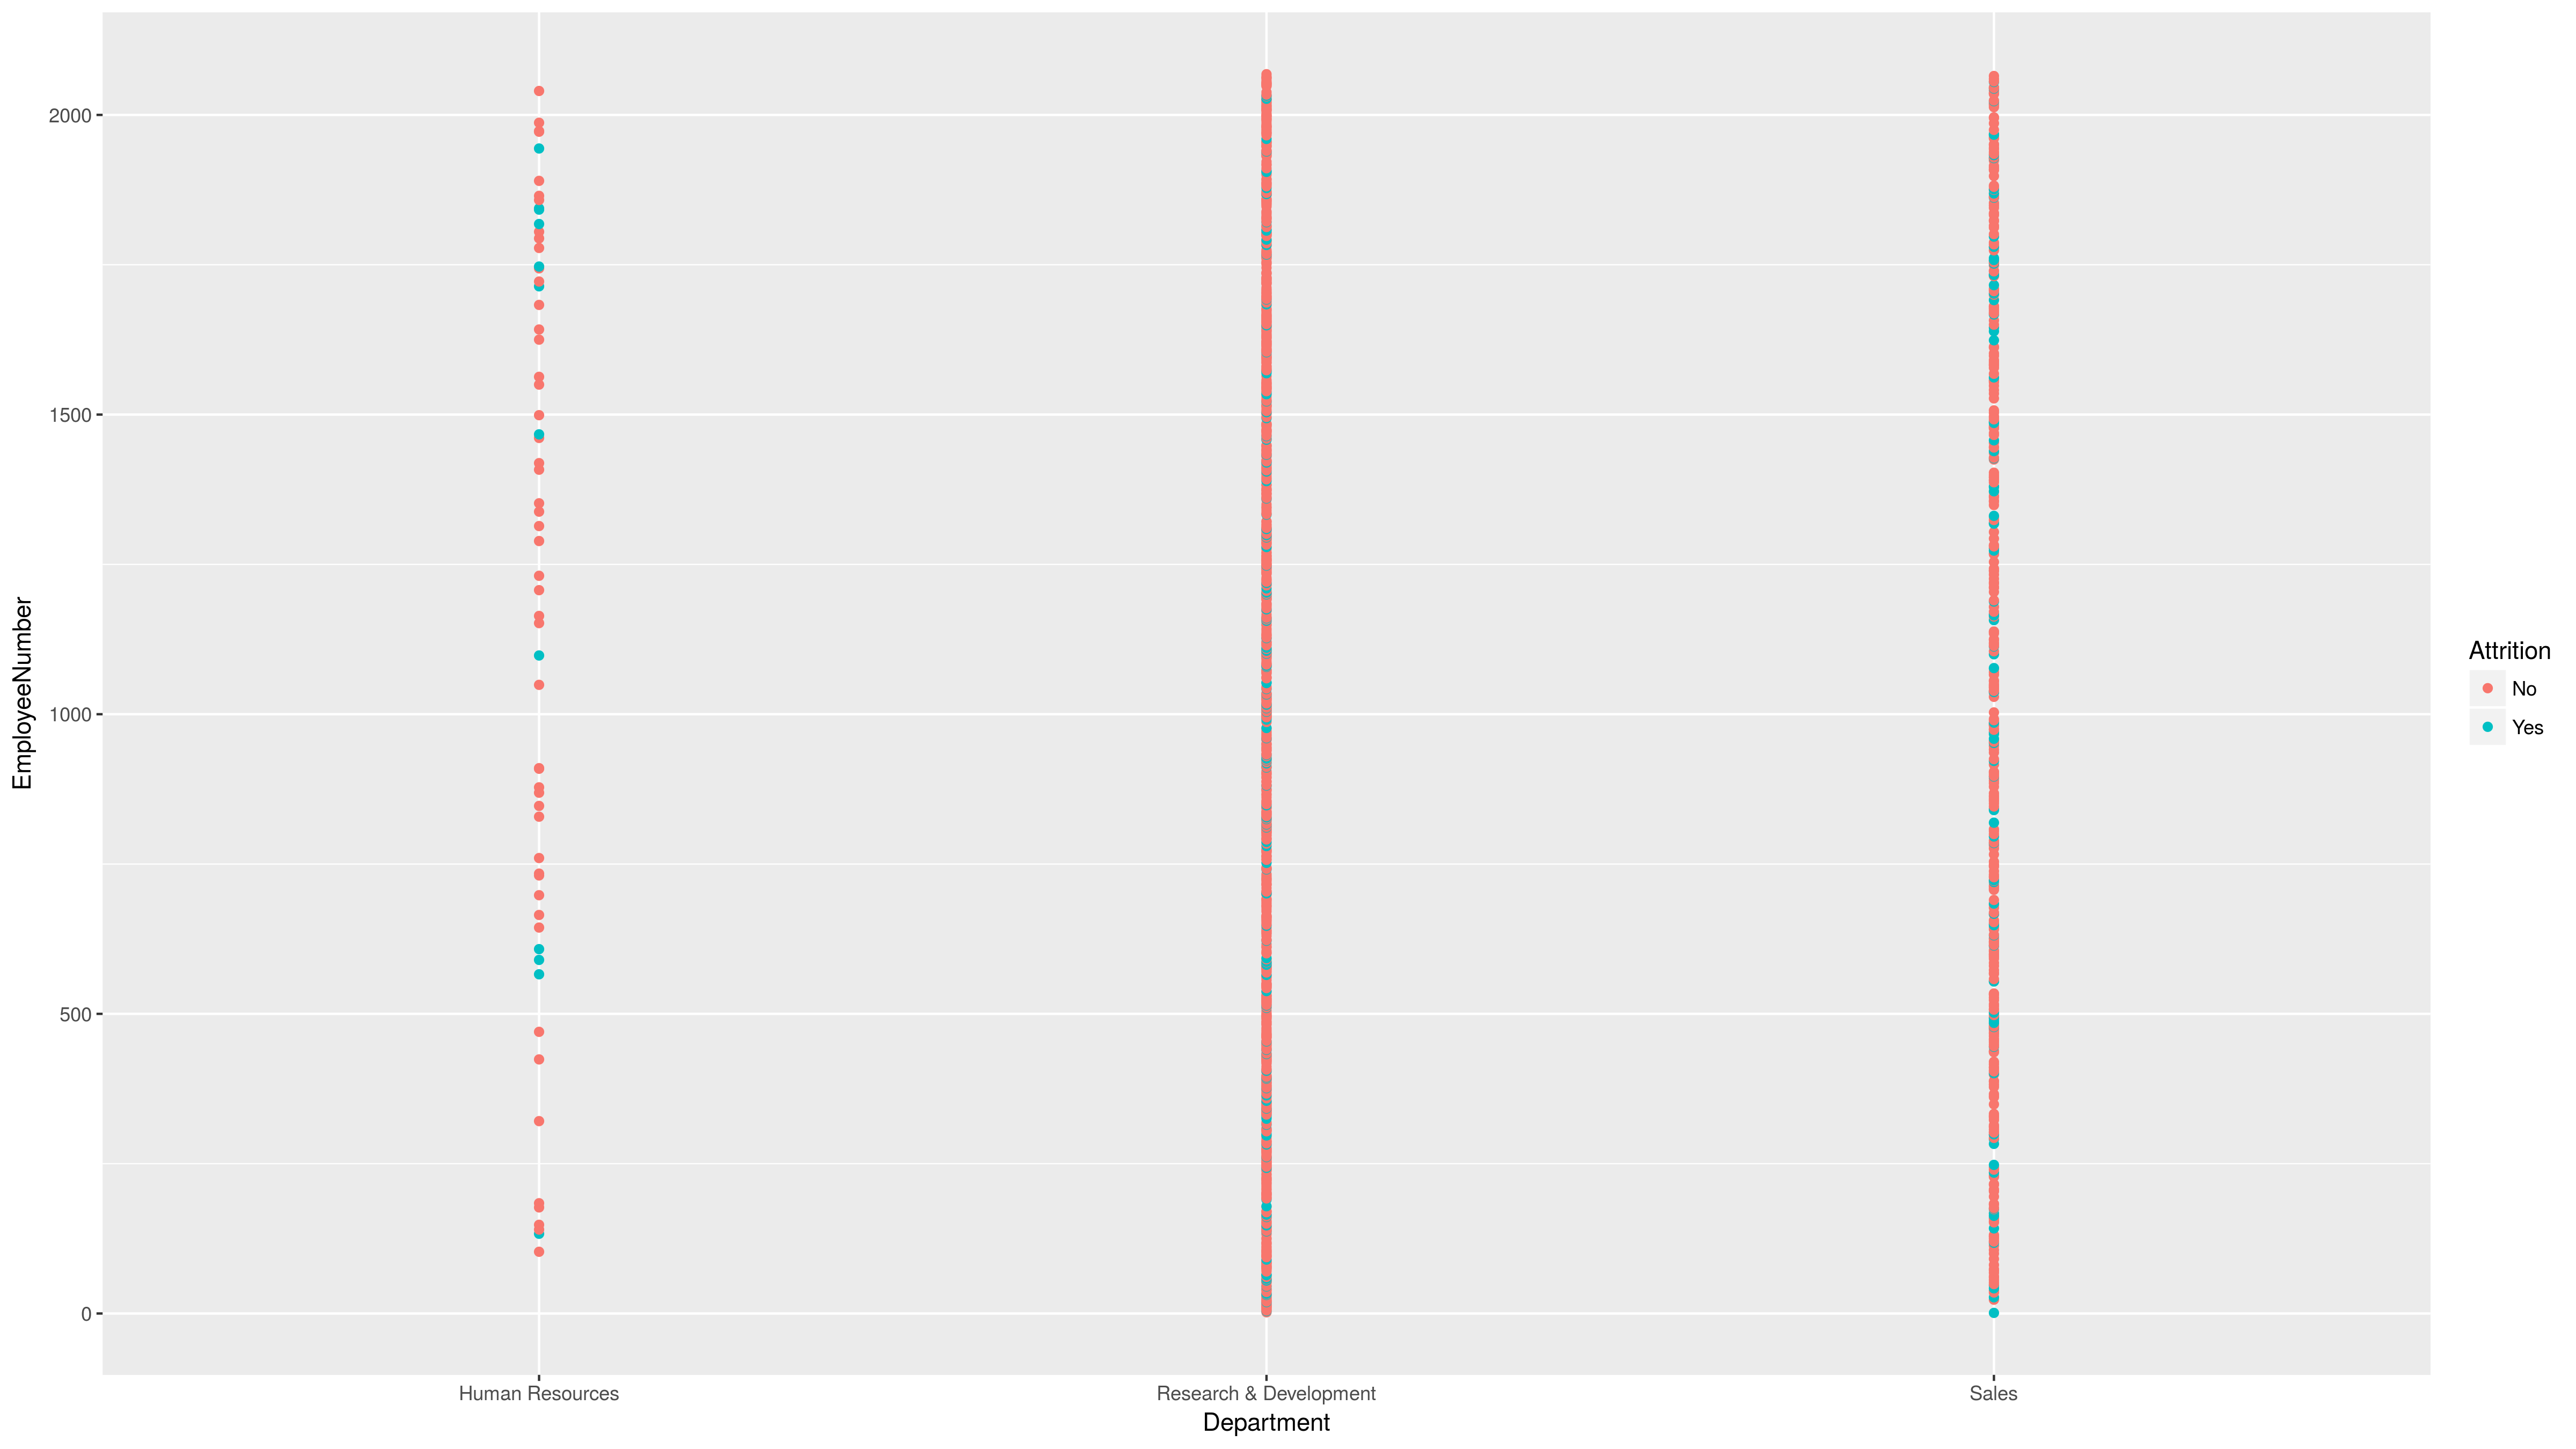 2000
1500
1000
500
0
EmployeeNumber
Human Resources
Research & Development
Sales
Department
Attrition
No
Yes